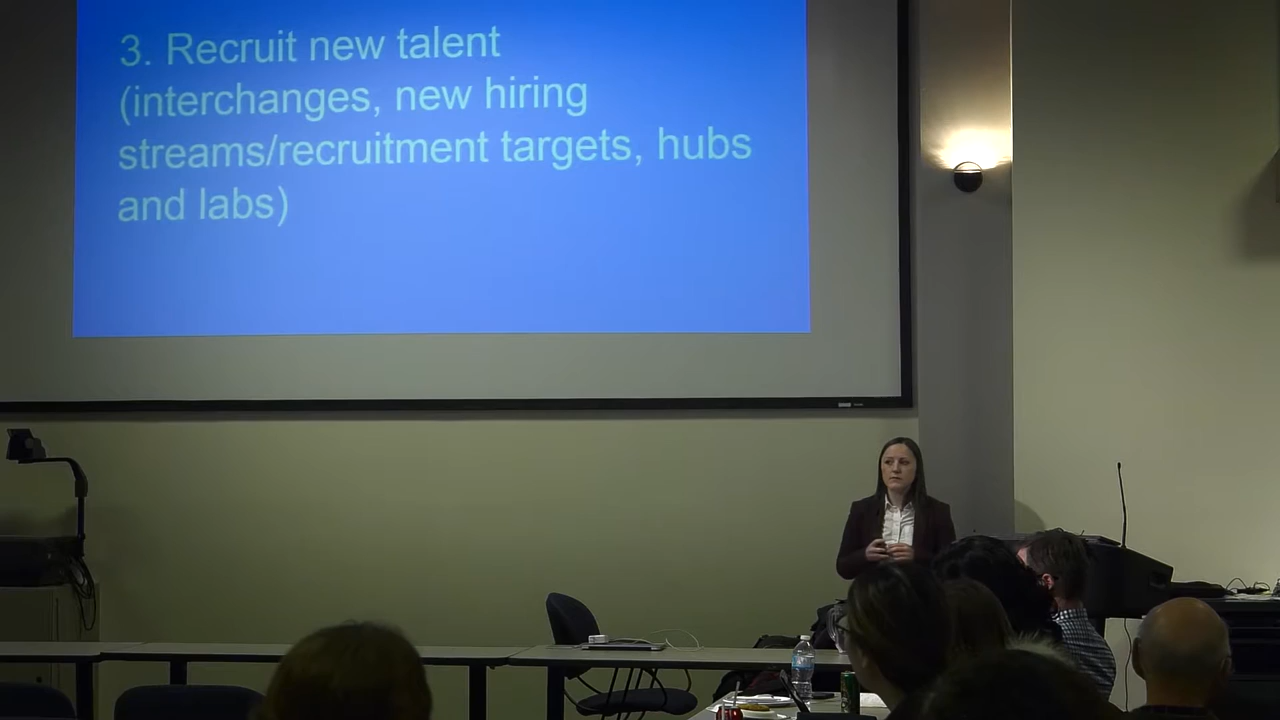 3. Recruit new talent
(interchanges, new hiring
streams/recruitment targets, hubs
and labs)